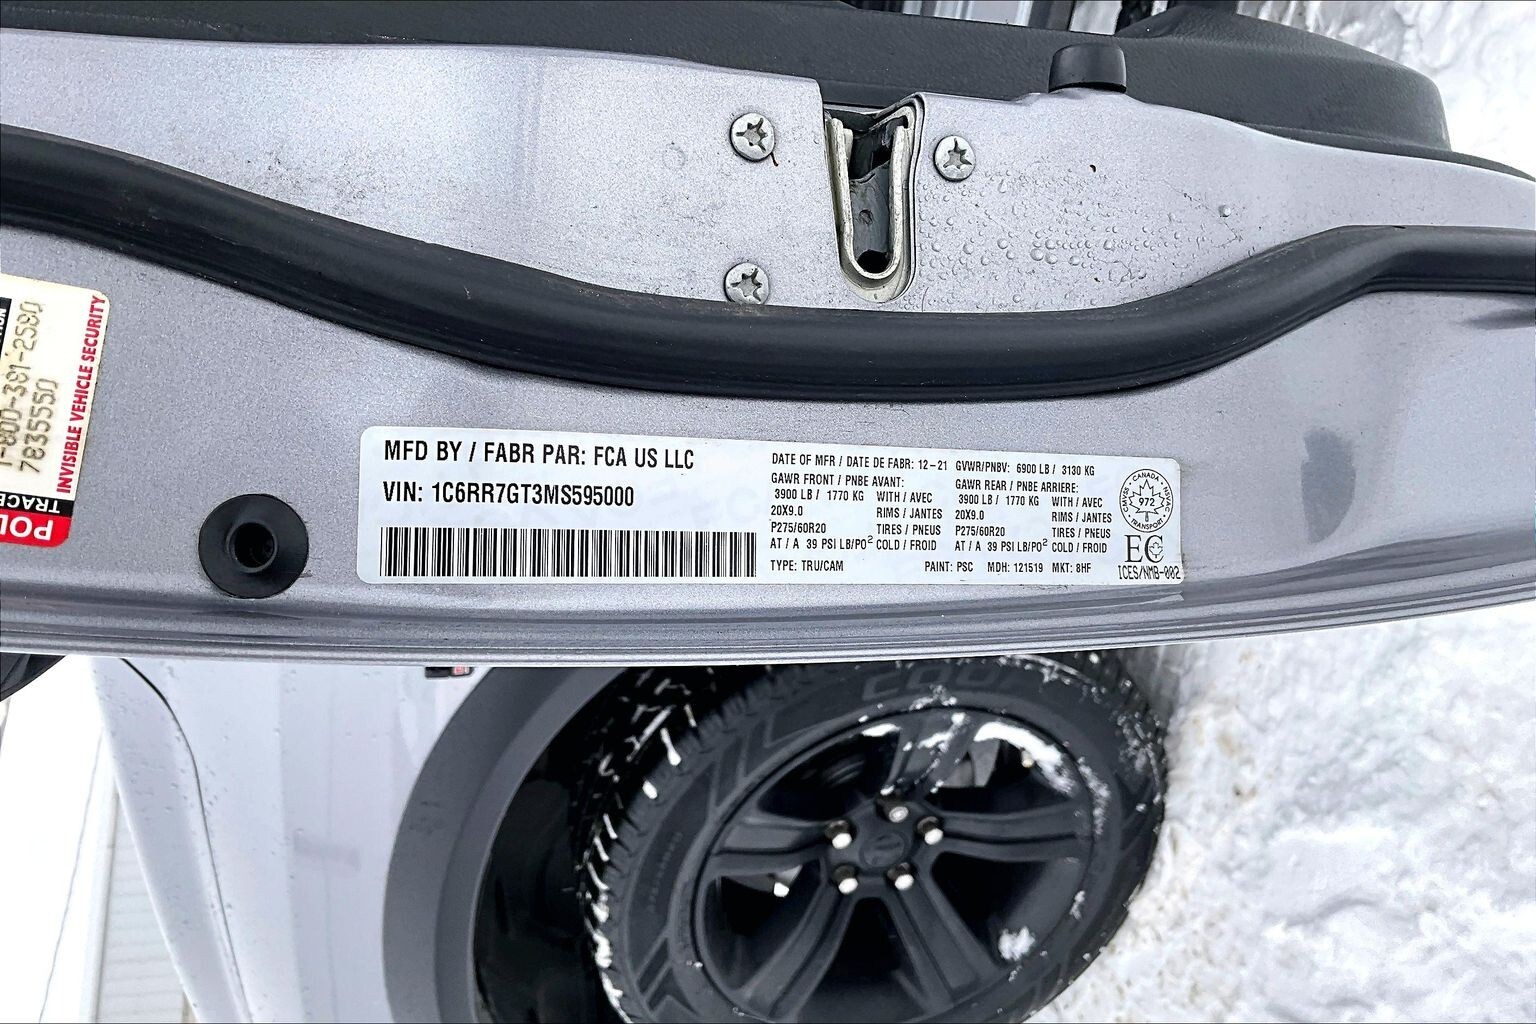 MFD BY / FABR PAR: FCA US LLC
VIN: 1C6RR7GT3MS595000
DATE OF MFR / DATE DE FABR: 12-21 GVWR/PNBV: 6900 LB / 3130 KG
GAWR FRONT / PNBE AVANT:
3900 LB / 1770 KG WITH / AVEC
20X9.0 RIMS / JANTES
P275/60R20 TIRES / PNEUS
AT / A 39 PSI LB/PO² COLD / FROID
GAWR REAR / PNBE ARRIERE:
3900 LB / 1770 KG WITH / AVEC
20X9.0 RIMS / JANTES
P275/60R20 TIRES / PNEUS
AT / A 39 PSI LB/PO² COLD / FROID
TYPE: TRU/CAM PAINT: PSC MDH: 121519 MKT: 8HF
CANADA
CMVSS NSVAC
972
TRANSPORT
EC
ICES/NMB-002
1-800-381-2580
7835550
INVISIBLE VEHICLE SECURITY